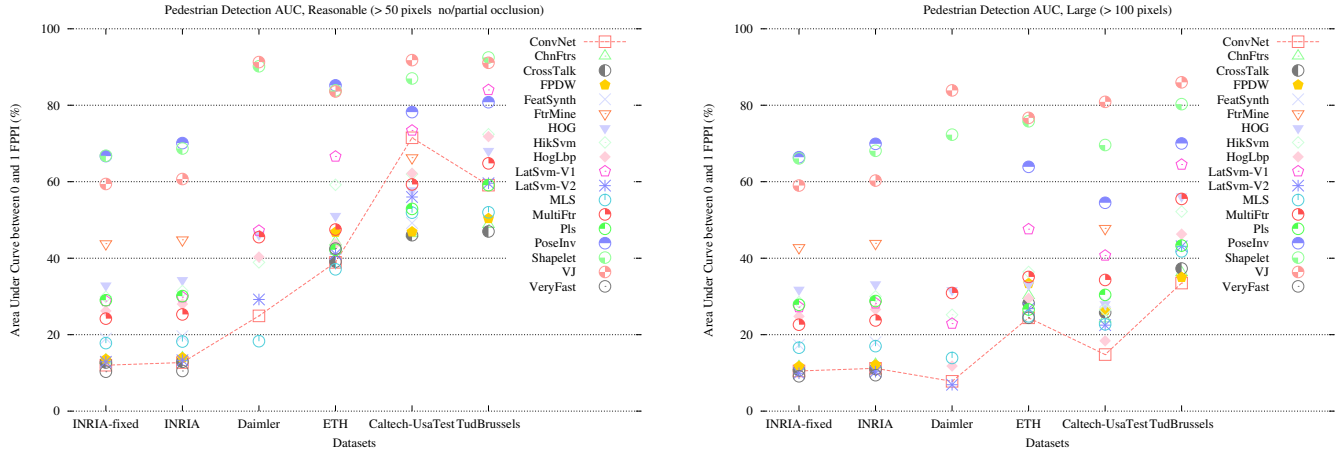 Pedestrian Detection AUC, Reasonable (> 50 pixels no/partial occlusion)
Area Under Curve between 0 and 1 FPPI (%)
100
80
60
40
20
0
ConvNet
ChnFtrs
CrossTalk
FPDW
FeatSynth
FtrMine
HOG
HikSvm
HogLbp
LatSvm-V1
LatSvm-V2
MLS
MultiFtr
Pls
PoseInv
Shapelet
VJ
VeryFast
INRIA-fixed INRIA Daimler ETH Caltech-UsaTest TudBrussels
Datasets
Pedestrian Detection AUC, Large (> 100 pixels)
Area Under Curve between 0 and 1 FPPI (%)
100
80
60
40
20
0
ConvNet
ChnFtrs
CrossTalk
FPDW
FeatSynth
FtrMine
HOG
HikSvm
HogLbp
LatSvm-V1
LatSvm-V2
MLS
MultiFtr
Pls
PoseInv
Shapelet
VJ
VeryFast
INRIA-fixed INRIA Daimler ETH Caltech-UsaTest TudBrussels
Datasets